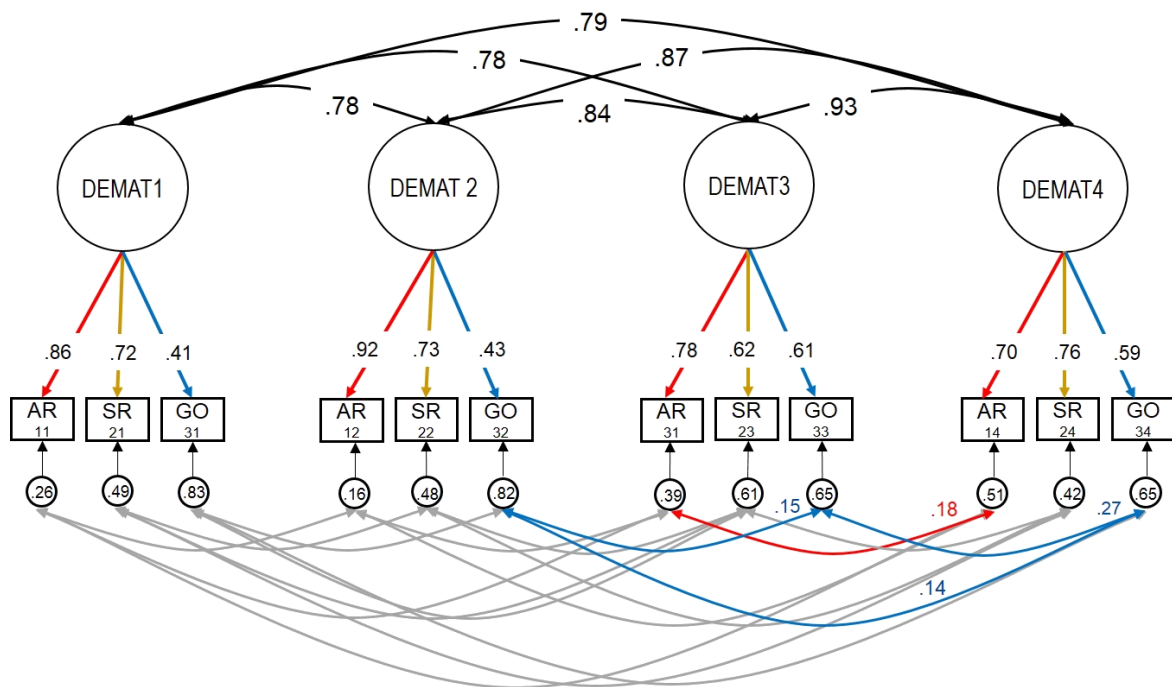 .79
.78
.87
.78
.84
.93
DEMAT1
DEMAT 2
DEMAT3
DEMAT4
.86
.72
.41
.92
.73
.43
.78
.62
.61
.70
.76
.59
AR
11
SR
21
GO
31
AR
12
SR
22
GO
32
AR
31
SR
23
GO
33
AR
14
SR
24
GO
34
.26
.49
.83
.16
.48
.82
.39
.61
.65
.51
.42
.65
.15
.18
.27
.14